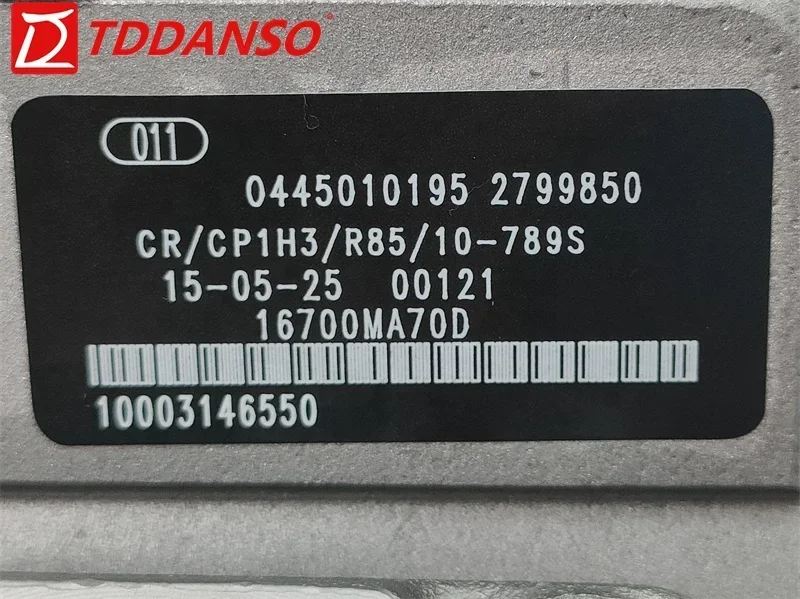 TDDANSO
011
0445010195 2799850
CR/CP1H3/R85/10-789S
15-05-25 00121
16700MA70D
10003146550